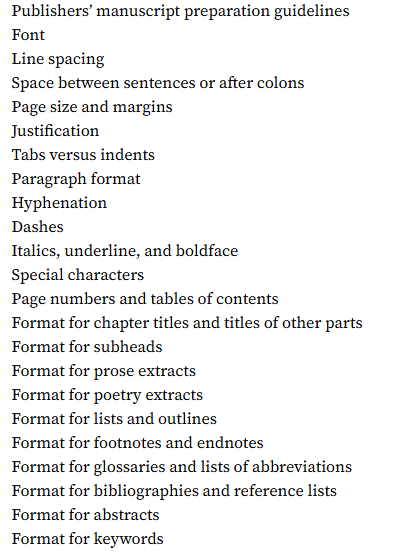 Publishers’ manuscript preparation guidelines
Font
Line spacing
Space between sentences or after colons
Page size and margins
Justification
Tabs versus indents
Paragraph format
Hyphenation
Dashes
Italics, underline, and boldface
Special characters
Page numbers and tables of contents
Format for chapter titles and titles of other parts
Format for subheads
Format for prose extracts
Format for poetry extracts
Format for lists and outlines
Format for footnotes and endnotes
Format for glossaries and lists of abbreviations
Format for bibliographies and reference lists
Format for abstracts
Format for keywords